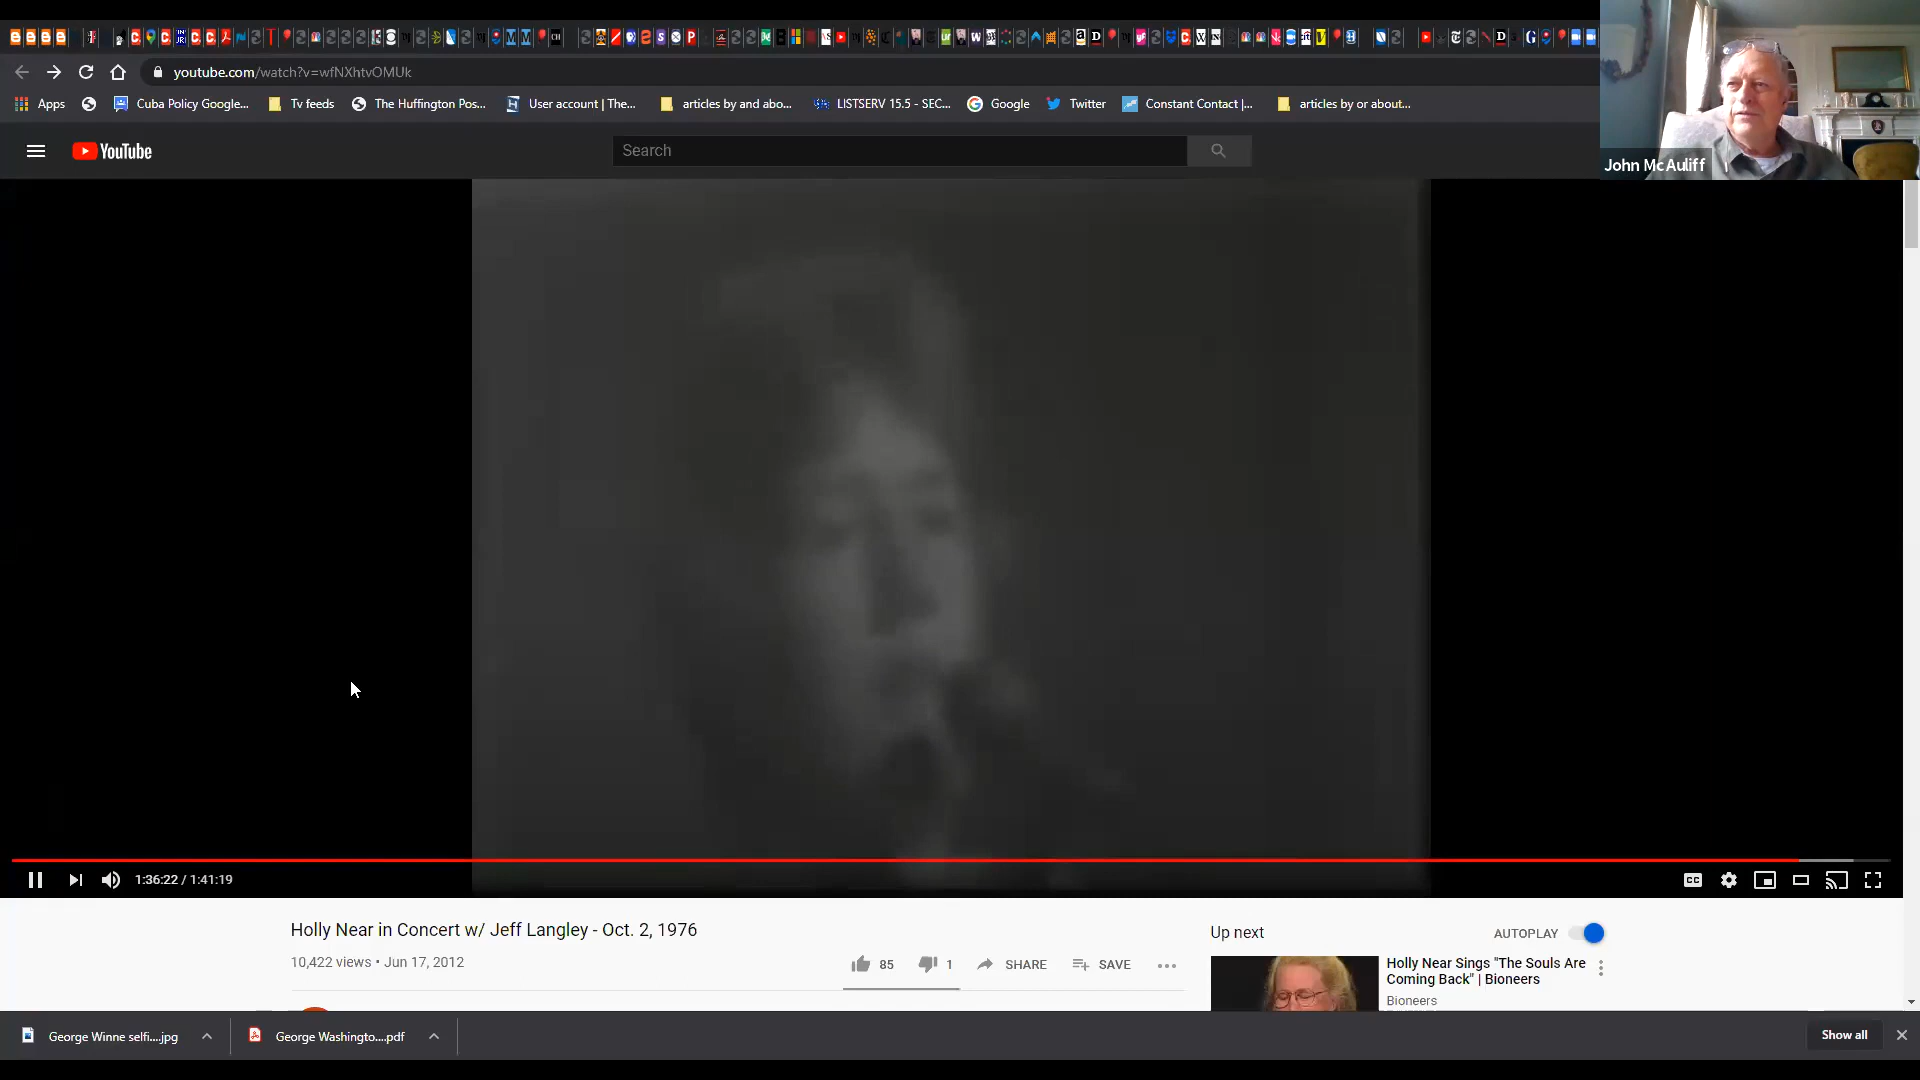 youtube.com/watch?v=wfNXhtvOMUk
Apps Cuba Policy Google... Tv feeds The Huffington Pos... User account | The... articles by and abo... LISTSERV 15.5 - SEC... Google Twitter Constant Contact |... articles by or about...
YouTube
Search
John McAuliff
1:36:22 / 1:41:19
CC
Holly Near in Concert w/ Jeff Langley - Oct. 2, 1976
10,422 views • Jun 17, 2012
85 1 SHARE SAVE
Up next AUTOPLAY
Holly Near Sings "The Souls Are
Coming Back" | Bioneers
Bioneers
George Winne selfi....jpg George Washingto....pdf Show all